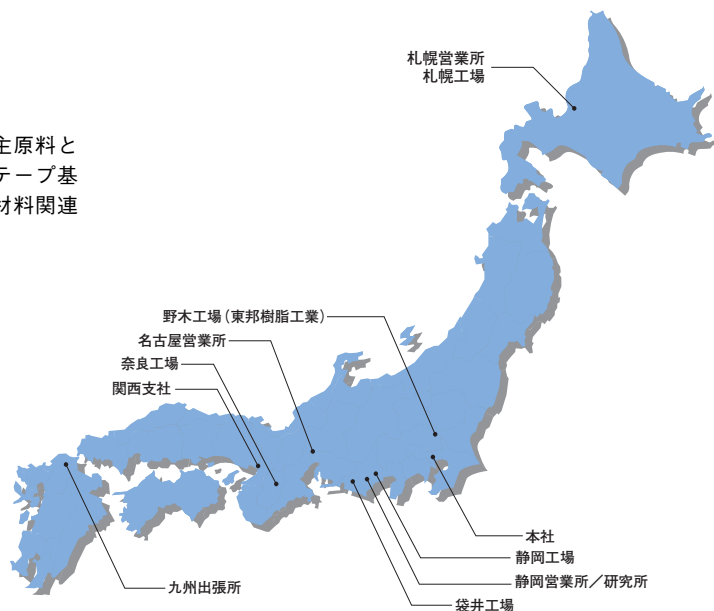 札幌営業所
札幌工場
主原料と
テープ基
材料関連
野木工場(東邦樹脂工業)
名古屋営業所
奈良工場
関西支社
本社
静岡工場
静岡営業所/研究所
九州出張所
袋井工場